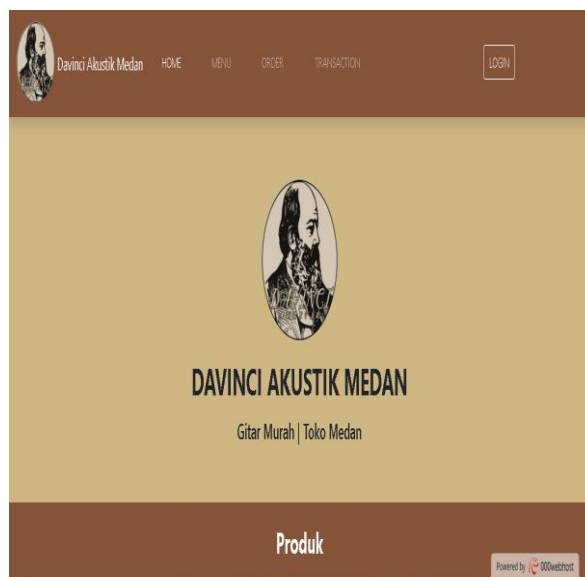 Davinci Akustik Medan HOME MENU ORDER TRANSACTION LOGIN
DAVINCI AKUSTIK MEDAN
Gitar Murah | Toko Medan
Produk
Powered by 000webhost